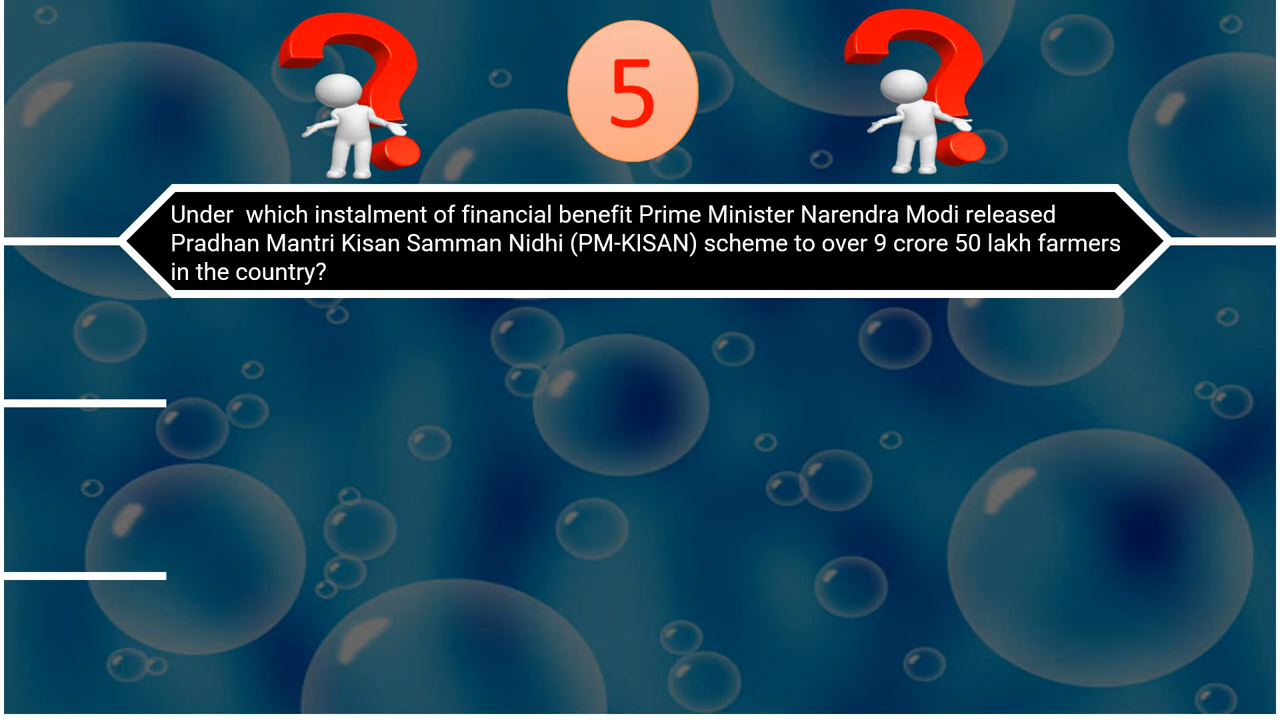 5
Under  which instalment of financial benefit Prime Minister Narendra Modi released
Pradhan Mantri Kisan Samman Nidhi (PM-KISAN) scheme to over 9 crore 50 lakh farmers
in the country?